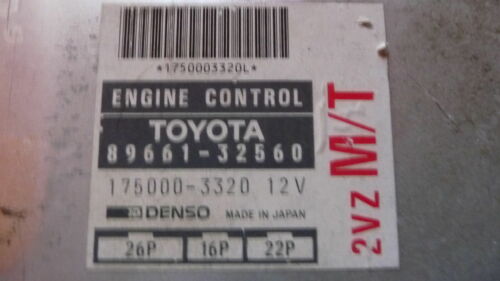 *1750003320L*
ENGINE CONTROL
TOYOTA
89661-32560
175000-3320 12V
DENSO MADE IN JAPAN
26P 16P 22P
2VZ M/T